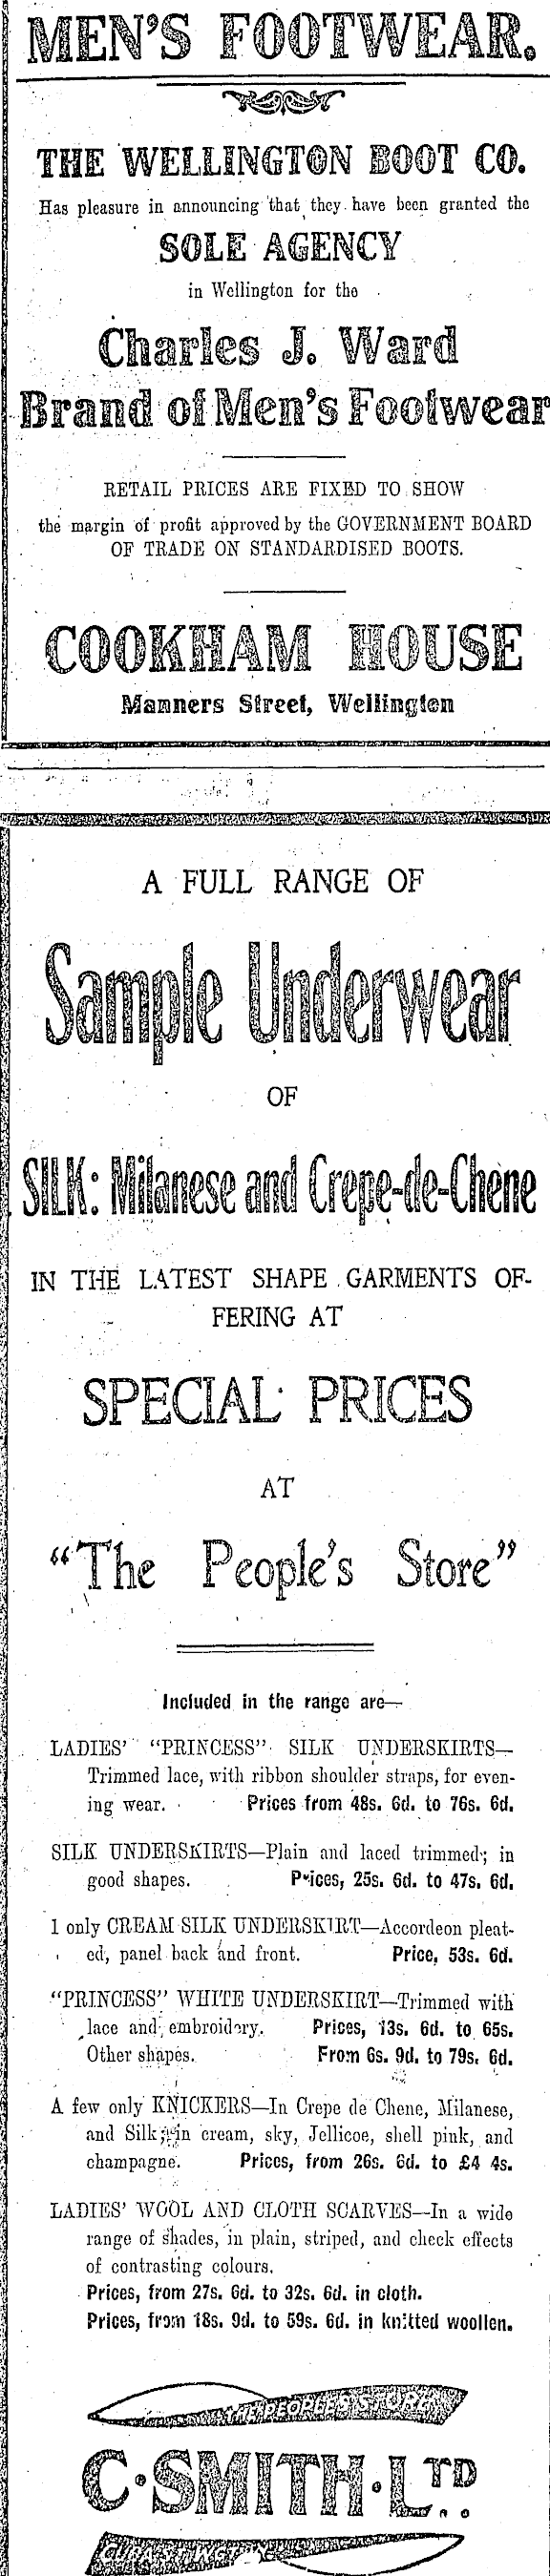 MEN'S FOOTWEAR.
THE WELLINGTON BOOT CO.
Has pleasure in announcing that they have been granted the
SOLE AGENCY
in Wellington for the
Charles J. Ward
Brand of Men's Footwear
RETAIL PRICES ARE FIXED TO SHOW
the margin of profit approved by the GOVERNMENT BOARD
OF TRADE ON STANDARDISED BOOTS.
COOKHAM HOUSE
Manners Street, Wellington
A FULL RANGE OF
Sample Underwear
OF
SILK: Milanese and Crepe-de-Chene
IN THE LATEST SHAPE GARMENTS OF-
FERING AT
SPECIAL PRICES
AT
"The People's Store"
Included in the range are—
LADIES' "PRINCESS" SILK UNDERSKIRTS—
Trimmed lace, with ribbon shoulder straps, for even-
ing wear. Prices from 48s. 6d. to 76s. 6d.
SILK UNDERSKIRTS—Plain and laced trimmed; in
good shapes. Prices, 25s. 6d. to 47s. 6d.
1 only CREAM SILK UNDERSKIRT—Accordeon pleat-
ed, panel back and front. Price, 53s. 6d.
"PRINCESS" WHITE UNDERSKIRT—Trimmed with
lace and embroidery. Prices, 13s. 6d. to 65s.
Other shapes. From 6s. 9d. to 79s. 6d.
A few only KNICKERS—In Crepe de Chene, Milanese,
and Silk; in cream, sky, Jellicoe, shell pink, and
champagne. Prices, from 26s. 6d. to £4 4s.
LADIES' WOOL AND CLOTH SCARVES—In a wide
range of shades, in plain, striped, and check effects
of contrasting colours.
Prices, from 27s. 6d. to 32s. 6d. in cloth.
Prices, from 18s. 9d. to 59s. 6d. in knitted woollen.
THE PEOPLE'S STORE
C. SMITH. LTD.
CUBA ST. WGTON